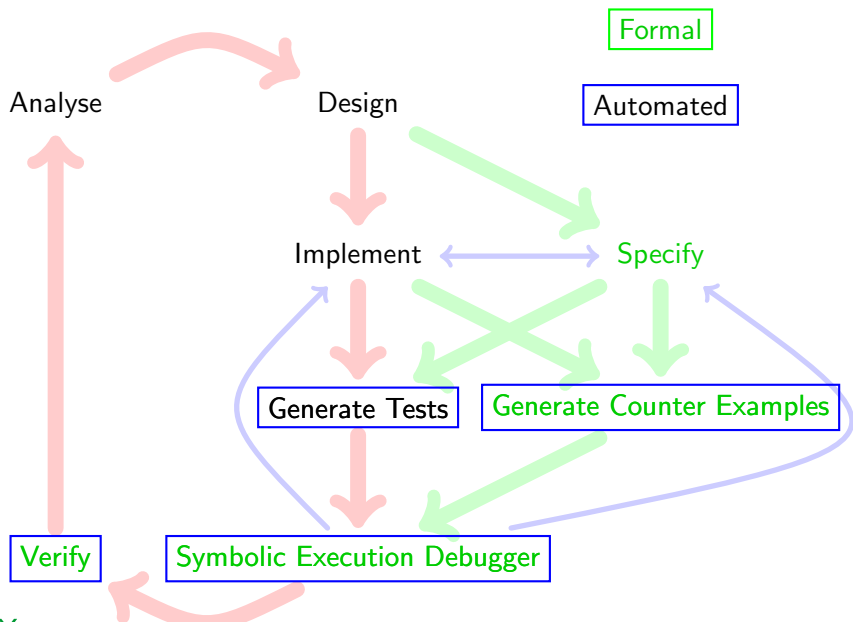 Formal
Analyse Design Automated
Implement Specify
Generate Tests Generate Counter Examples
Verify Symbolic Execution Debugger